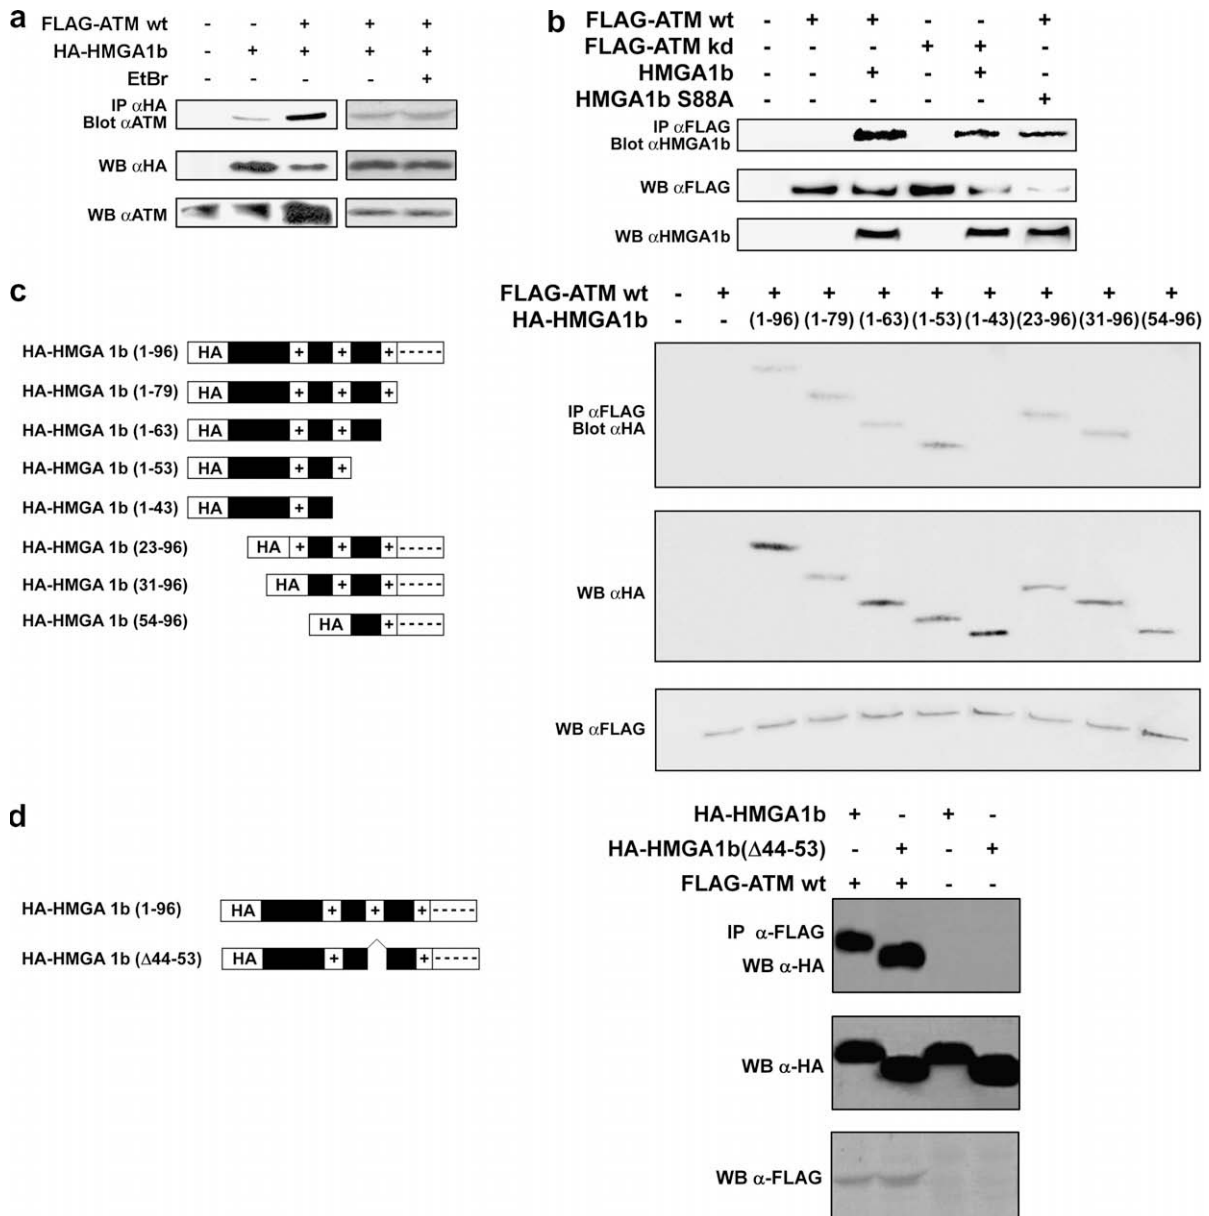 a
FLAG-ATM wt - - + + +
HA-HMGA1b - + + + +
EtBr - - - - +
IP αHA
Blot αATM
WB αHA
WB αATM
b
FLAG-ATM wt - + + - - +
FLAG-ATM kd - - - + + -
HMGA1b - - + - + -
HMGA1b S88A - - - - - +
IP αFLAG
Blot αHMGA1b
WB αFLAG
WB αHMGA1b
c
HA-HMGA 1b (1-96) HA + + + -----
HA-HMGA 1b (1-79) HA + + +
HA-HMGA 1b (1-63) HA + +
HA-HMGA 1b (1-53) HA + +
HA-HMGA 1b (1-43) HA +
HA-HMGA 1b (23-96) HA + + + -----
HA-HMGA 1b (31-96) HA + + -----
HA-HMGA 1b (54-96) HA + -----
FLAG-ATM wt - + + + + + + + + +
HA-HMGA1b - - (1-96) (1-79) (1-63) (1-53) (1-43) (23-96) (31-96) (54-96)
IP αFLAG
Blot αHA
WB αHA
WB αFLAG
d
HA-HMGA 1b (1-96) HA + + + -----
HA-HMGA 1b (Δ44-53) HA + + -----
HA-HMGA1b + - + -
HA-HMGA1b(Δ44-53) - + - +
FLAG-ATM wt + + - -
IP α-FLAG
WB α-HA
WB α-HA
WB α-FLAG